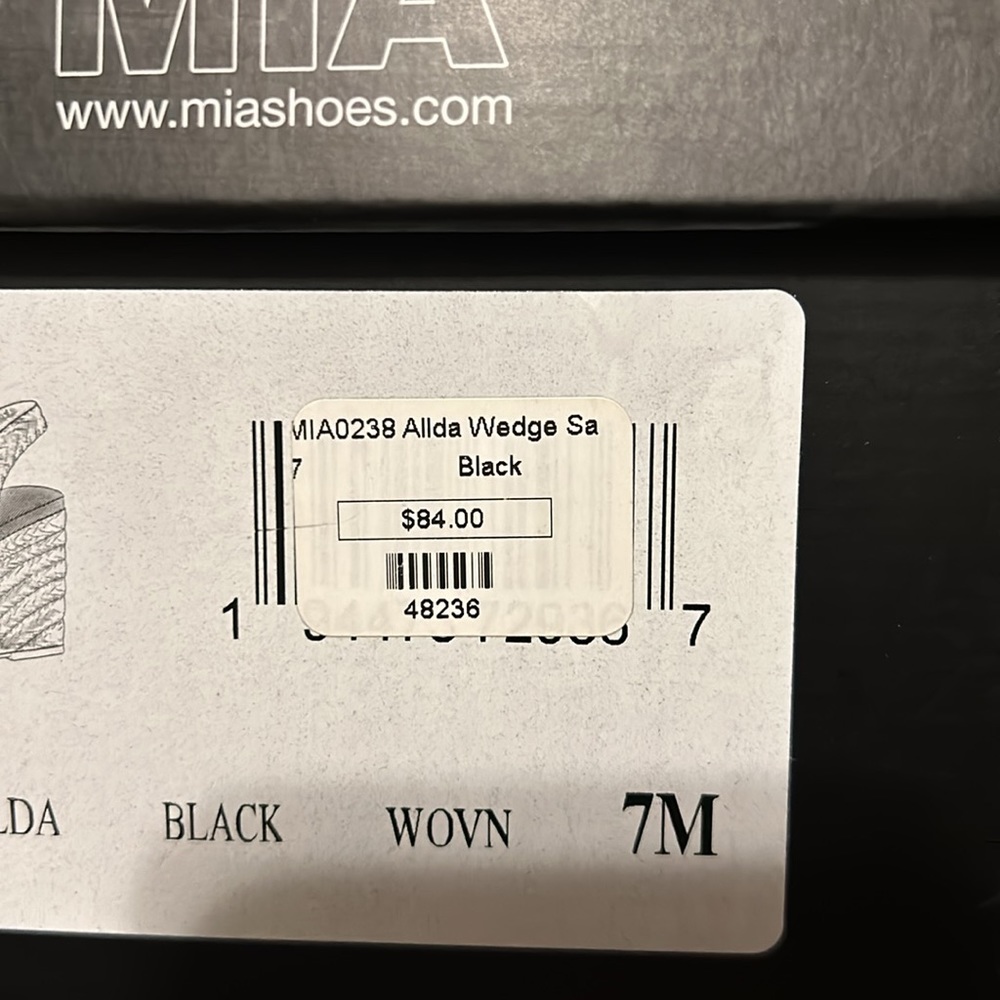 MIA
www.miashoes.com
MIA0238 Allda Wedge Sa
7 Black
$84.00
48236
1 7
LDA BLACK WOVN 7M